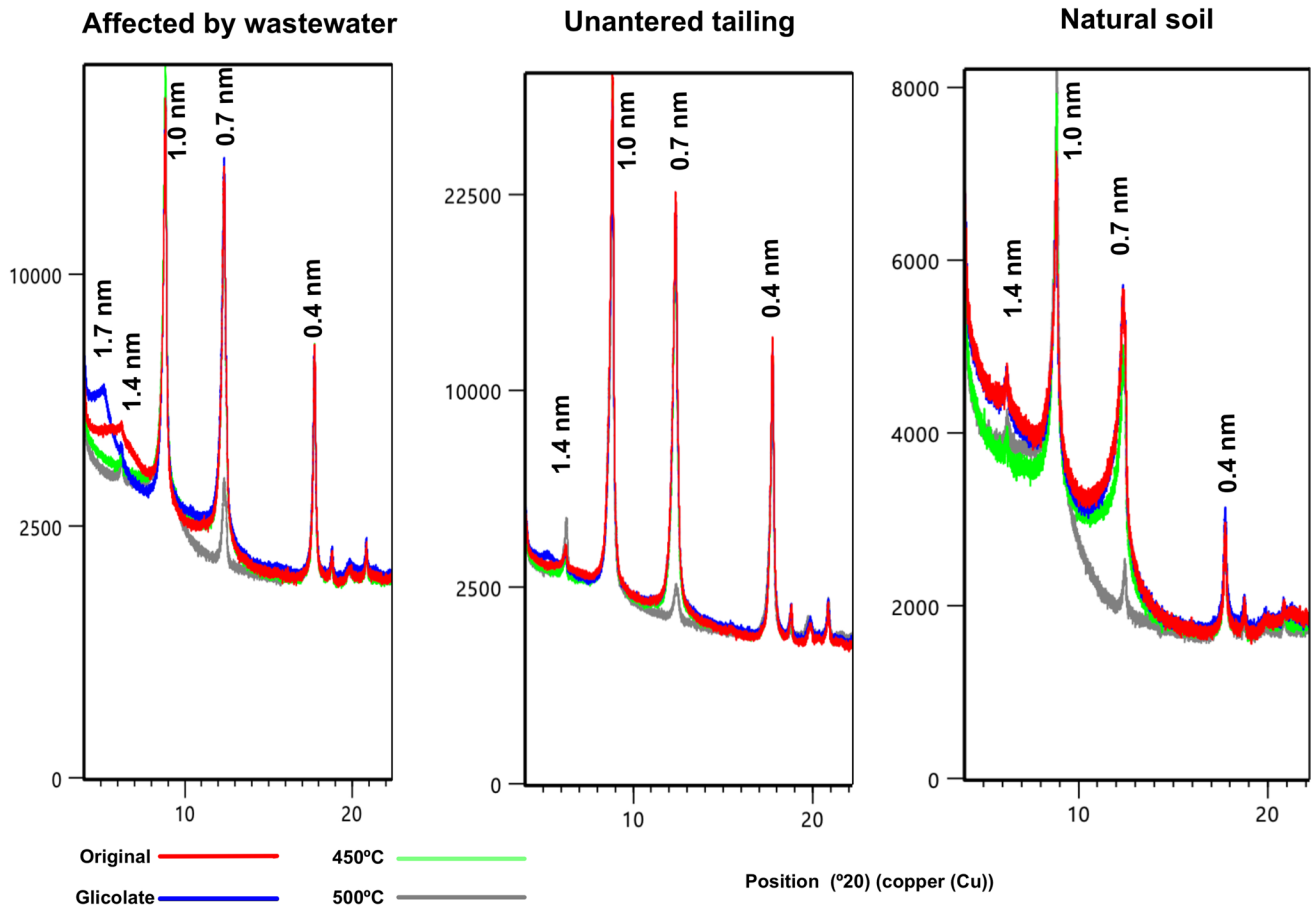 Affected by wastewater
Unantered tailing
Natural soil
1.7 nm
1.4 nm
1.0 nm
0.7 nm
0.4 nm
10000
2500
0
10
20
1.4 nm
1.0 nm
0.7 nm
0.4 nm
22500
10000
2500
0
10
20
1.4 nm
1.0 nm
0.7 nm
0.4 nm
8000
6000
4000
2000
0
10
20
Original
450ºC
Glicolate
500ºC
Position (º20) (copper (Cu))